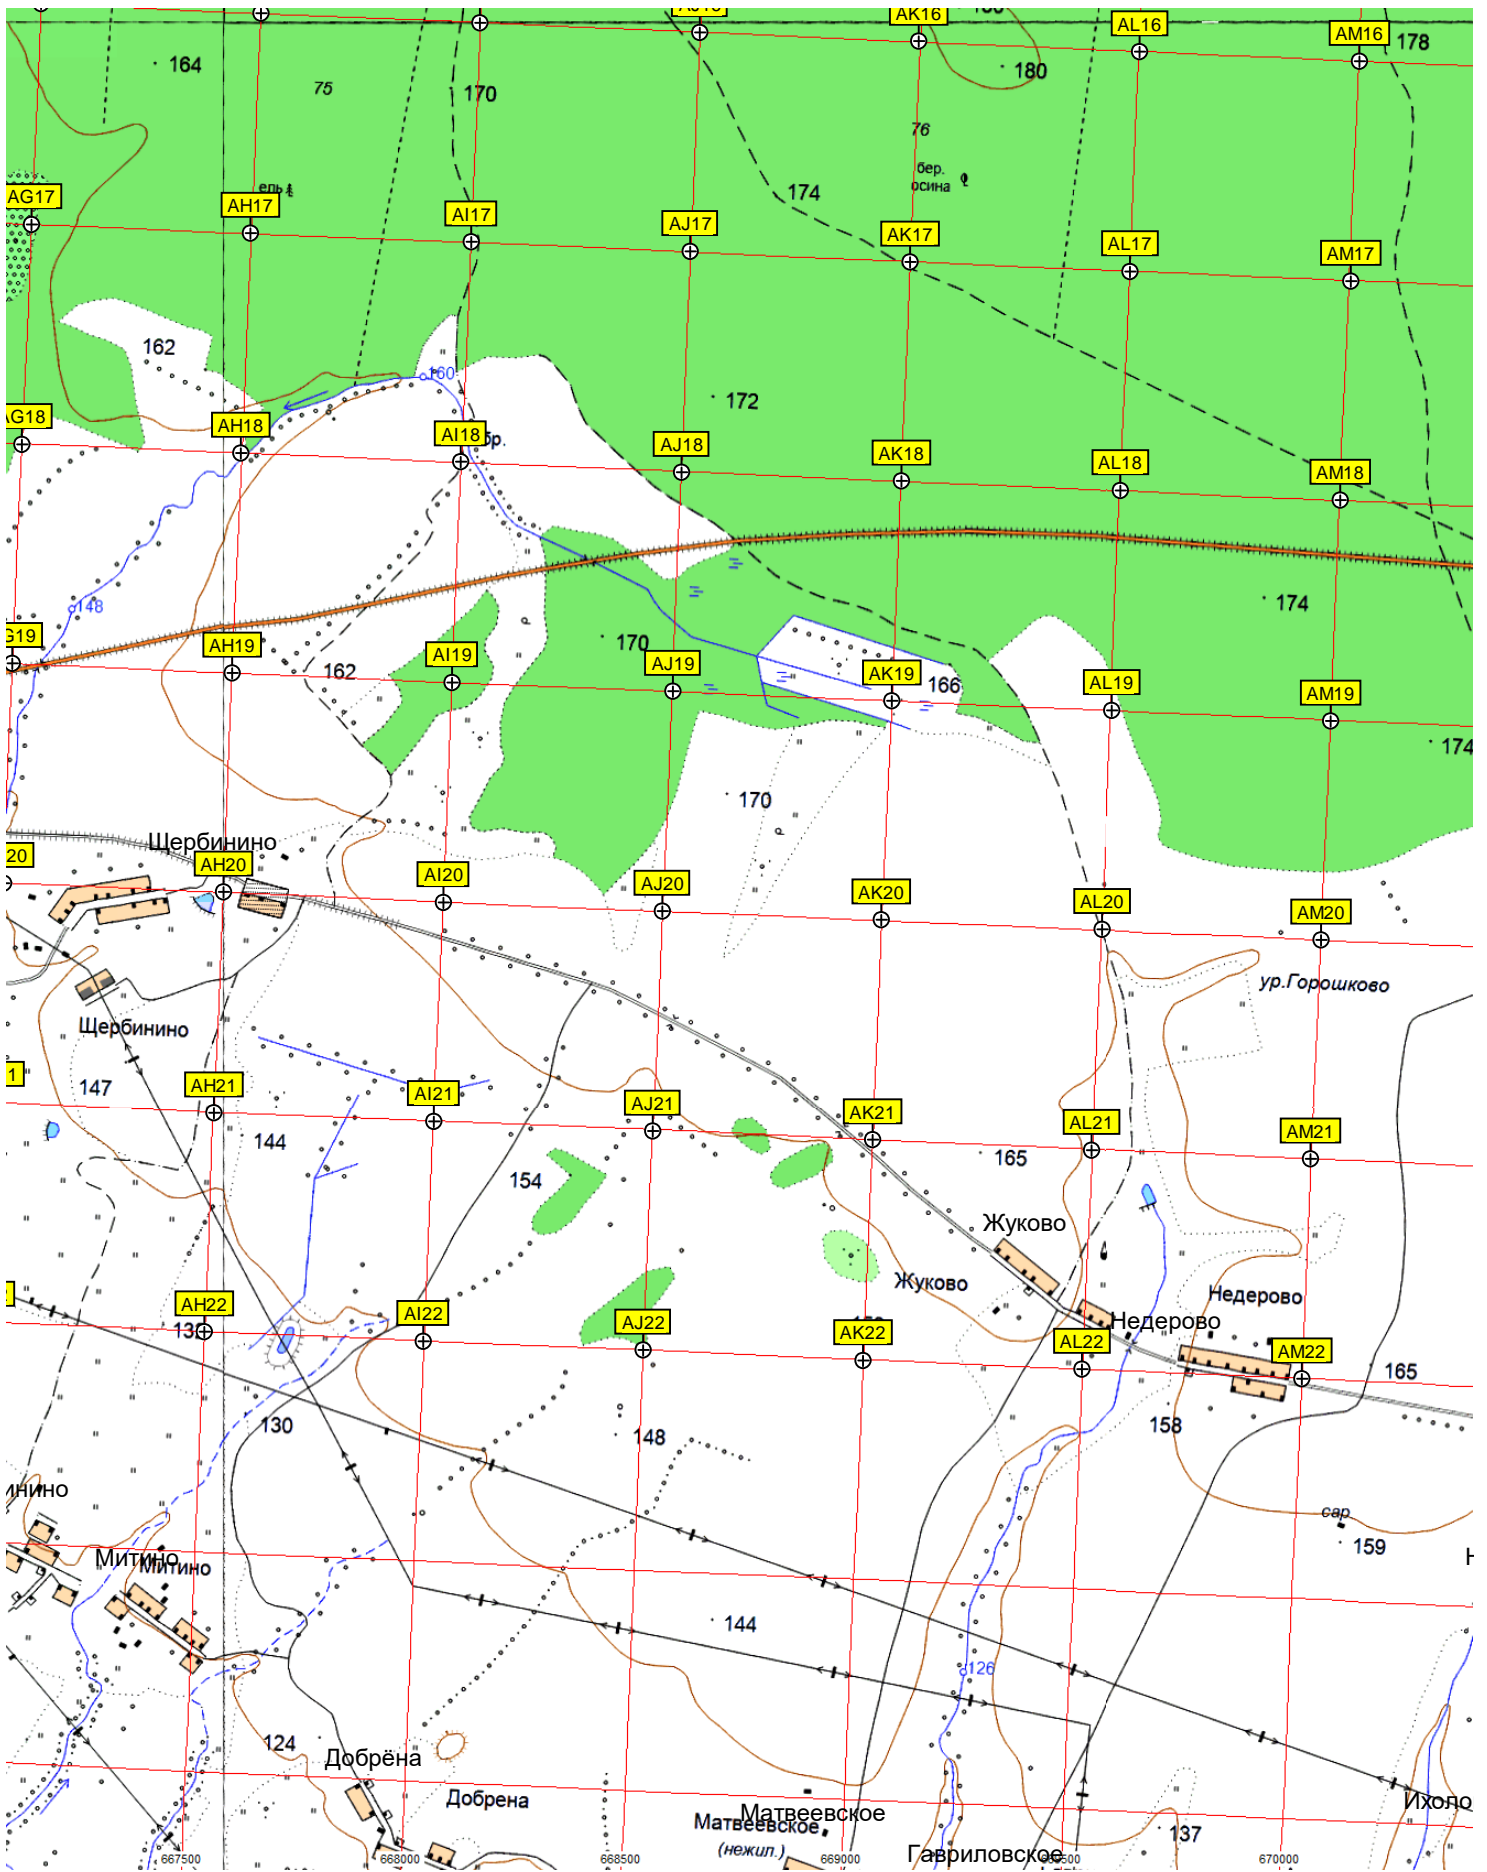 AK16
AL16
AM16
178
164
75
170
180
76
бер.
осина
174
ель
AG17
AH17
AI17
AJ17
AK17
AL17
AM17
162
160
172
AH18
AI18
бр.
AJ18
AK18
AL18
AM18
148
174
170
162
AH19
AI19
AJ19
AK19
166
AL19
AM19
174
170
Щербинино
20
AH20
AI20
AJ20
AK20
AL20
AM20
ур.Горошково
Щербинино
147
1
AH21
AI21
AJ21
AK21
AL21
AM21
144
154
165
Жуково
Жуково
Недерово
Недерово
AH22
AI22
AJ22
AK22
AL22
AM22
165
130
148
158
инино
сар
159
Митино
Митино
144
126
124
Добрёна
Добрена
Матвеевское
Матвеевское
(нежил.)
Гавриловское
137
Ихоло
667500
668000
668500
669000
670000